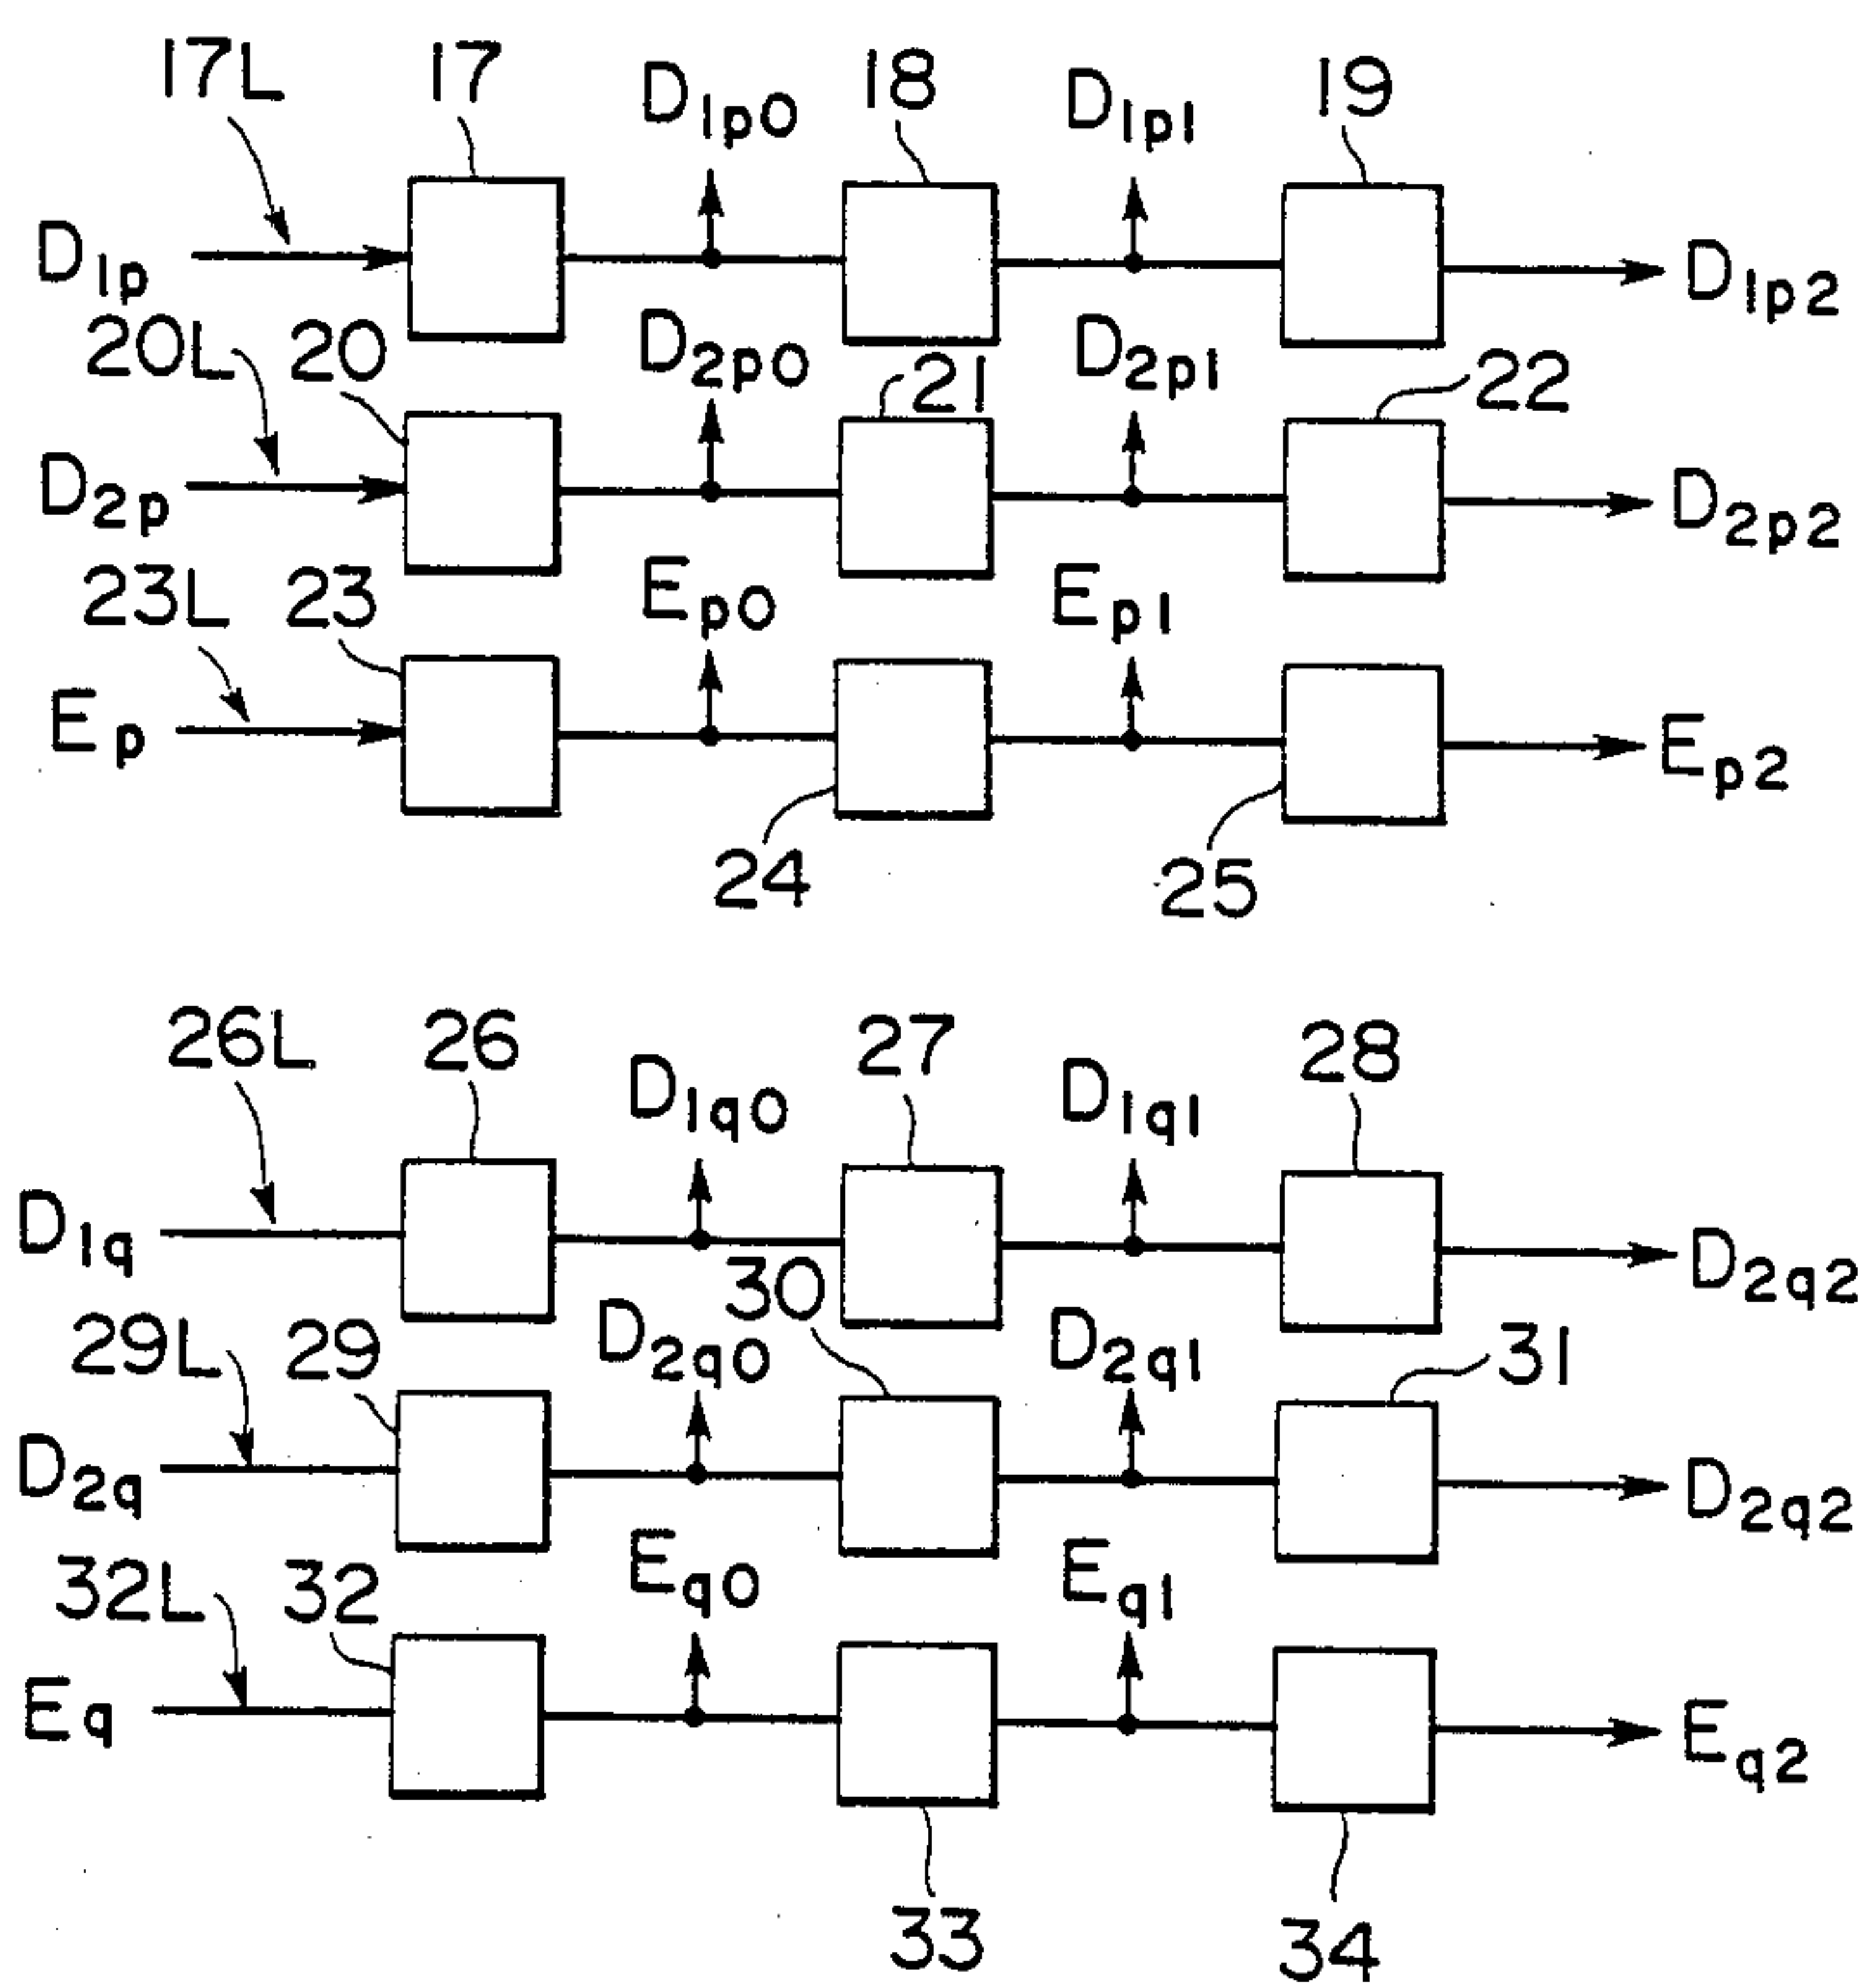 17L 17 D1p0 18 D1p1 19
D1p D1p2
20L 20 D2p0 21 D2p1 22
D2p D2p2
23L 23 Ep0 Ep1
Ep Ep2
24 25
26L 26 D1q0 27 D1q1 28
D1q D2q2
29L 29 D2q0 30 D2q1 31
D2q D2q2
32L 32 Eq0 Eq1
Eq Eq2
33 34